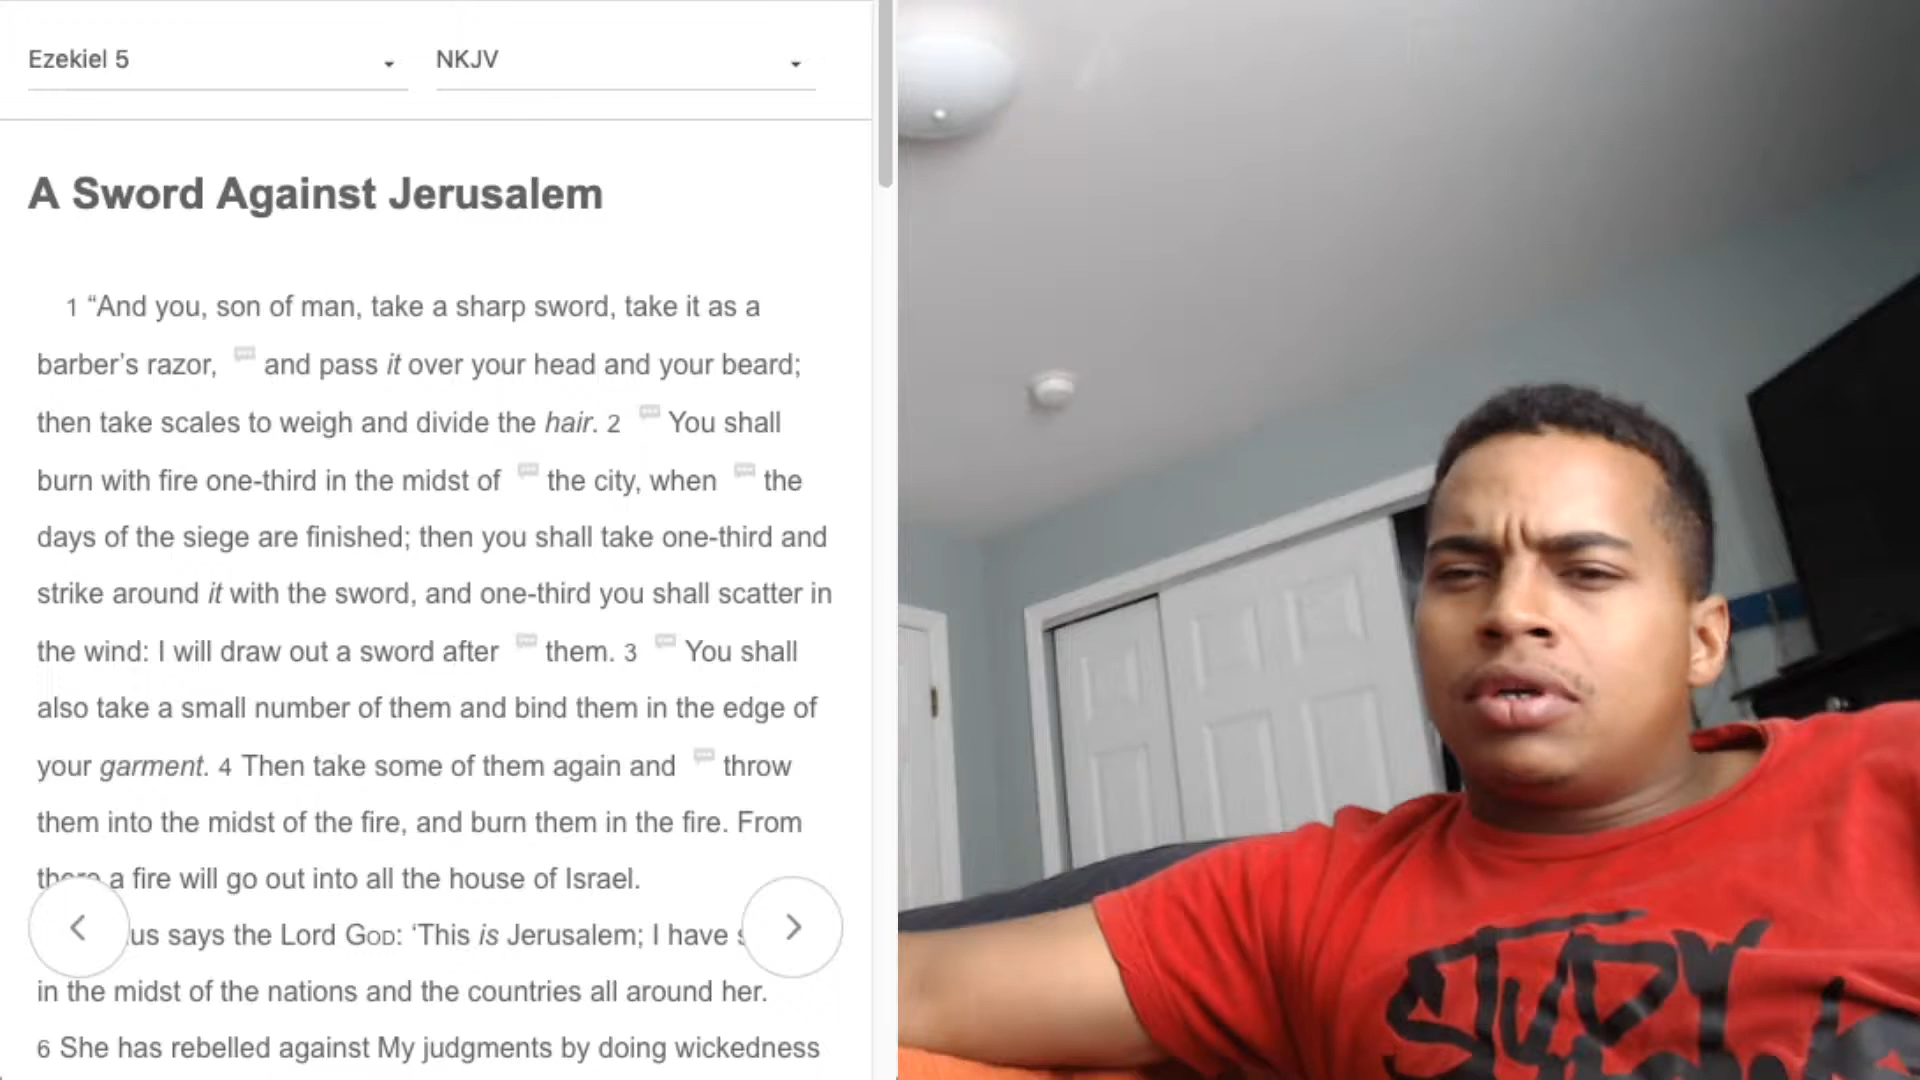 Ezekiel 5
NKJV
A Sword Against Jerusalem
1 “And you, son of man, take a sharp sword, take it as a
barber’s razor, and pass it over your head and your beard;
then take scales to weigh and divide the hair. 2 You shall
burn with fire one-third in the midst of the city, when the
days of the siege are finished; then you shall take one-third and
strike around it with the sword, and one-third you shall scatter in
the wind: I will draw out a sword after them. 3 You shall
also take a small number of them and bind them in the edge of
your garment. 4 Then take some of them again and throw
them into the midst of the fire, and burn them in the fire. From
there a fire will go out into all the house of Israel.
us says the Lord GOD: ‘This is Jerusalem; I have
in the midst of the nations and the countries all around her.
6 She has rebelled against My judgments by doing wickedness